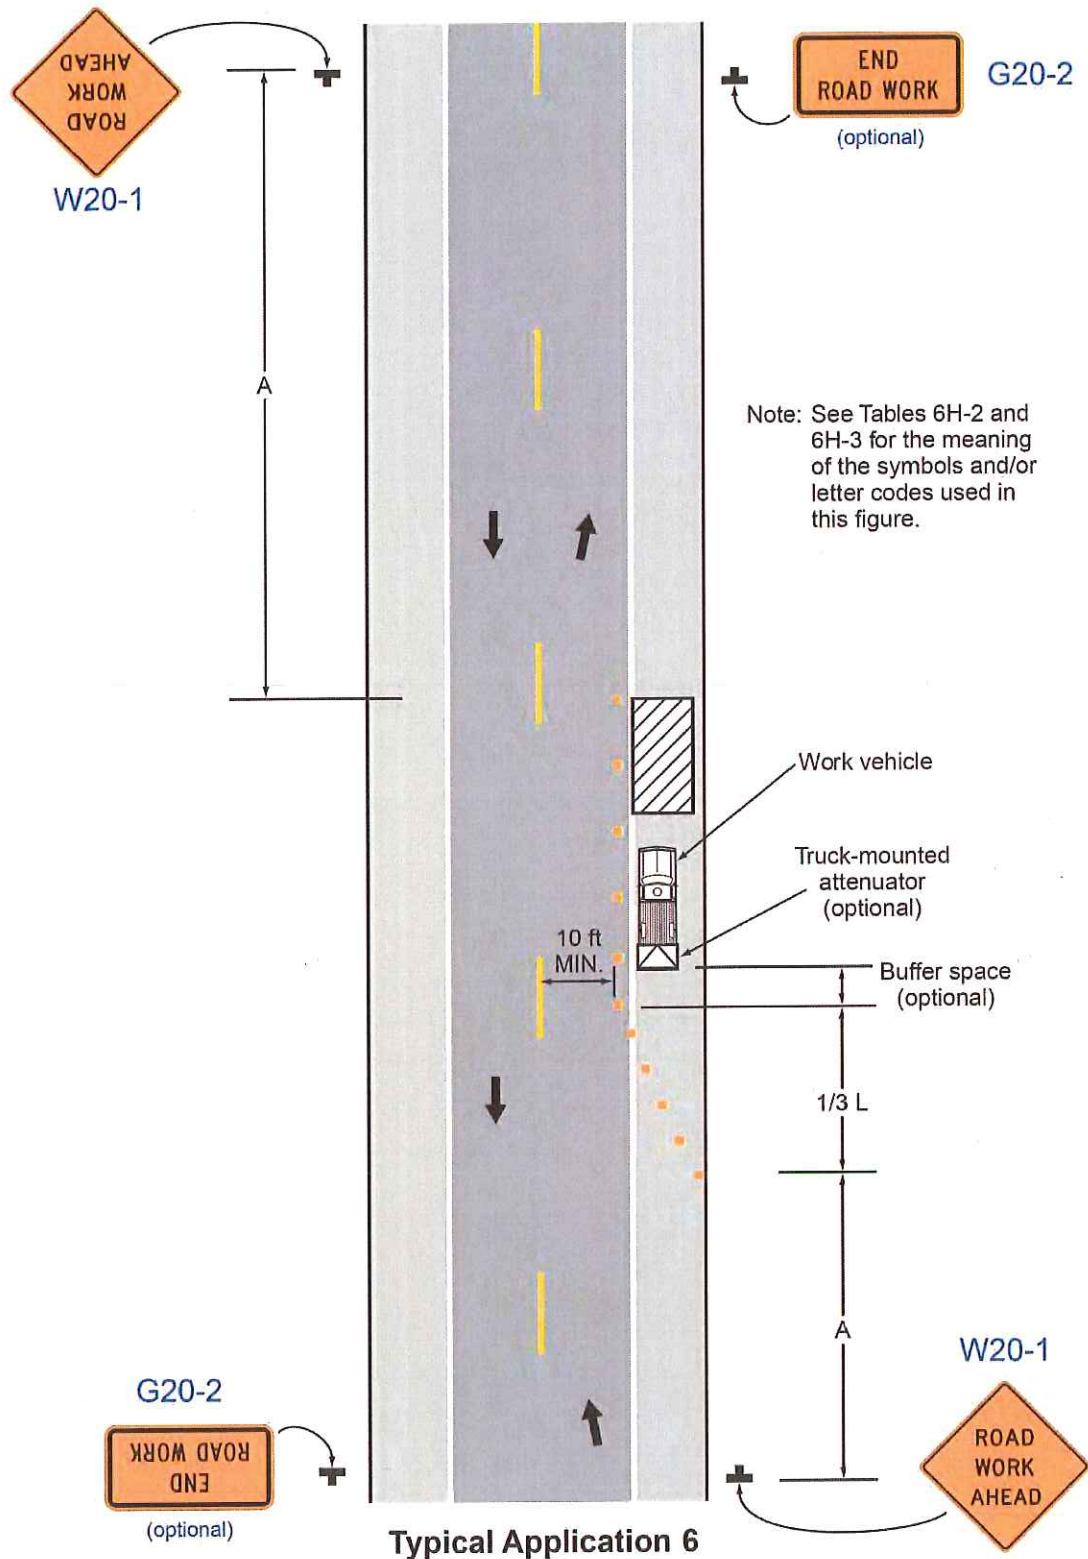 ROAD
WORK
AHEAD
W20-1
END
ROAD WORK
G20-2
(optional)
A
Note: See Tables 6H-2 and
6H-3 for the meaning
of the symbols and/or
letter codes used in
this figure.
Work vehicle
Truck-mounted
attenuator
(optional)
10 ft
MIN.
Buffer space
(optional)
1/3 L
A
G20-2
END
ROAD WORK
(optional)
W20-1
ROAD
WORK
AHEAD
Typical Application 6